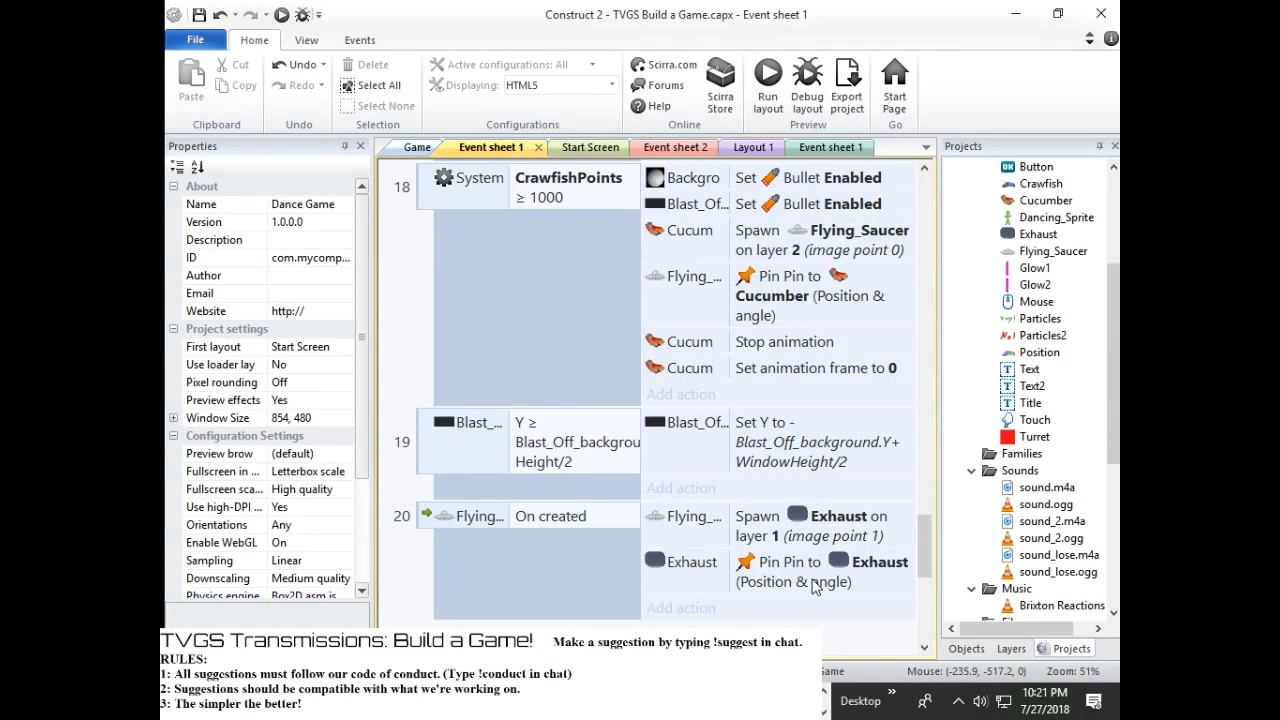 Construct 2 - TVGS Build a Game.capx - Event sheet 1
File Home View Events
Paste
Cut
Copy
Clipboard
Undo
Redo
Undo
Delete
Select All
Select None
Selection
Active configurations: All
Displaying: HTML5
Configurations
Scirra.com
Forums
Help
Scirra Store
Online
Run layout
Debug layout
Export project
Preview
Start Page
Go
Properties
About
Name Dance Game
Version 1.0.0.0
Description
ID com.mycomp...
Author
Email
Website http://
Project settings
First layout Start Screen
Use loader lay No
Pixel rounding Off
Preview effects Yes
Window Size 854, 480
Configuration Settings
Preview brow (default)
Fullscreen in ... Letterbox scale
Fullscreen sca... High quality
Use high-DPI ... Yes
Orientations Any
Enable WebGL On
Sampling Linear
Downscaling Medium quality
Physics engine Box2D asm.js
Game Event sheet 1 Start Screen Event sheet 2 Layout 1 Event sheet 1
18 System CrawfishPoints
≥ 1000
Backgro Set Bullet Enabled
Blast_Of... Set Bullet Enabled
Cucum Spawn Flying_Saucer
on layer 2 (image point 0)
Flying_... Pin Pin to
Cucumber (Position &
angle)
Cucum Stop animation
Cucum Set animation frame to 0
Add action
19 Blast_... Y ≥
Blast_Off_backgrou
Height/2
Blast_Of... Set Y to -
Blast_Off_background.Y+
WindowHeight/2
Add action
20 Flying... On created
Flying_... Spawn Exhaust on
layer 1 (image point 1)
Exhaust Pin Pin to Exhaust
(Position & angle)
Add action
Projects
Button
Crawfish
Cucumber
Dancing_Sprite
Exhaust
Flying_Saucer
Glow1
Glow2
Mouse
Particles
Particles2
Position
Text
Text2
Title
Touch
Turret
Families
Sounds
sound.m4a
sound.ogg
sound_2.m4a
sound_2.ogg
sound_lose.m4a
sound_lose.ogg
Music
Brixton Reactions
Objects Layers Projects
ame Mouse: (-235.9, -517.2, 0) Zoom: 51%
TVGS Transmissions: Build a Game! Make a suggestion by typing !suggest in chat.
RULES:
1: All suggestions must follow our code of conduct. (Type !conduct in chat)
2: Suggestions should be compatible with what we're working on.
3: The simpler the better!
Desktop
10:21 PM
7/27/2018